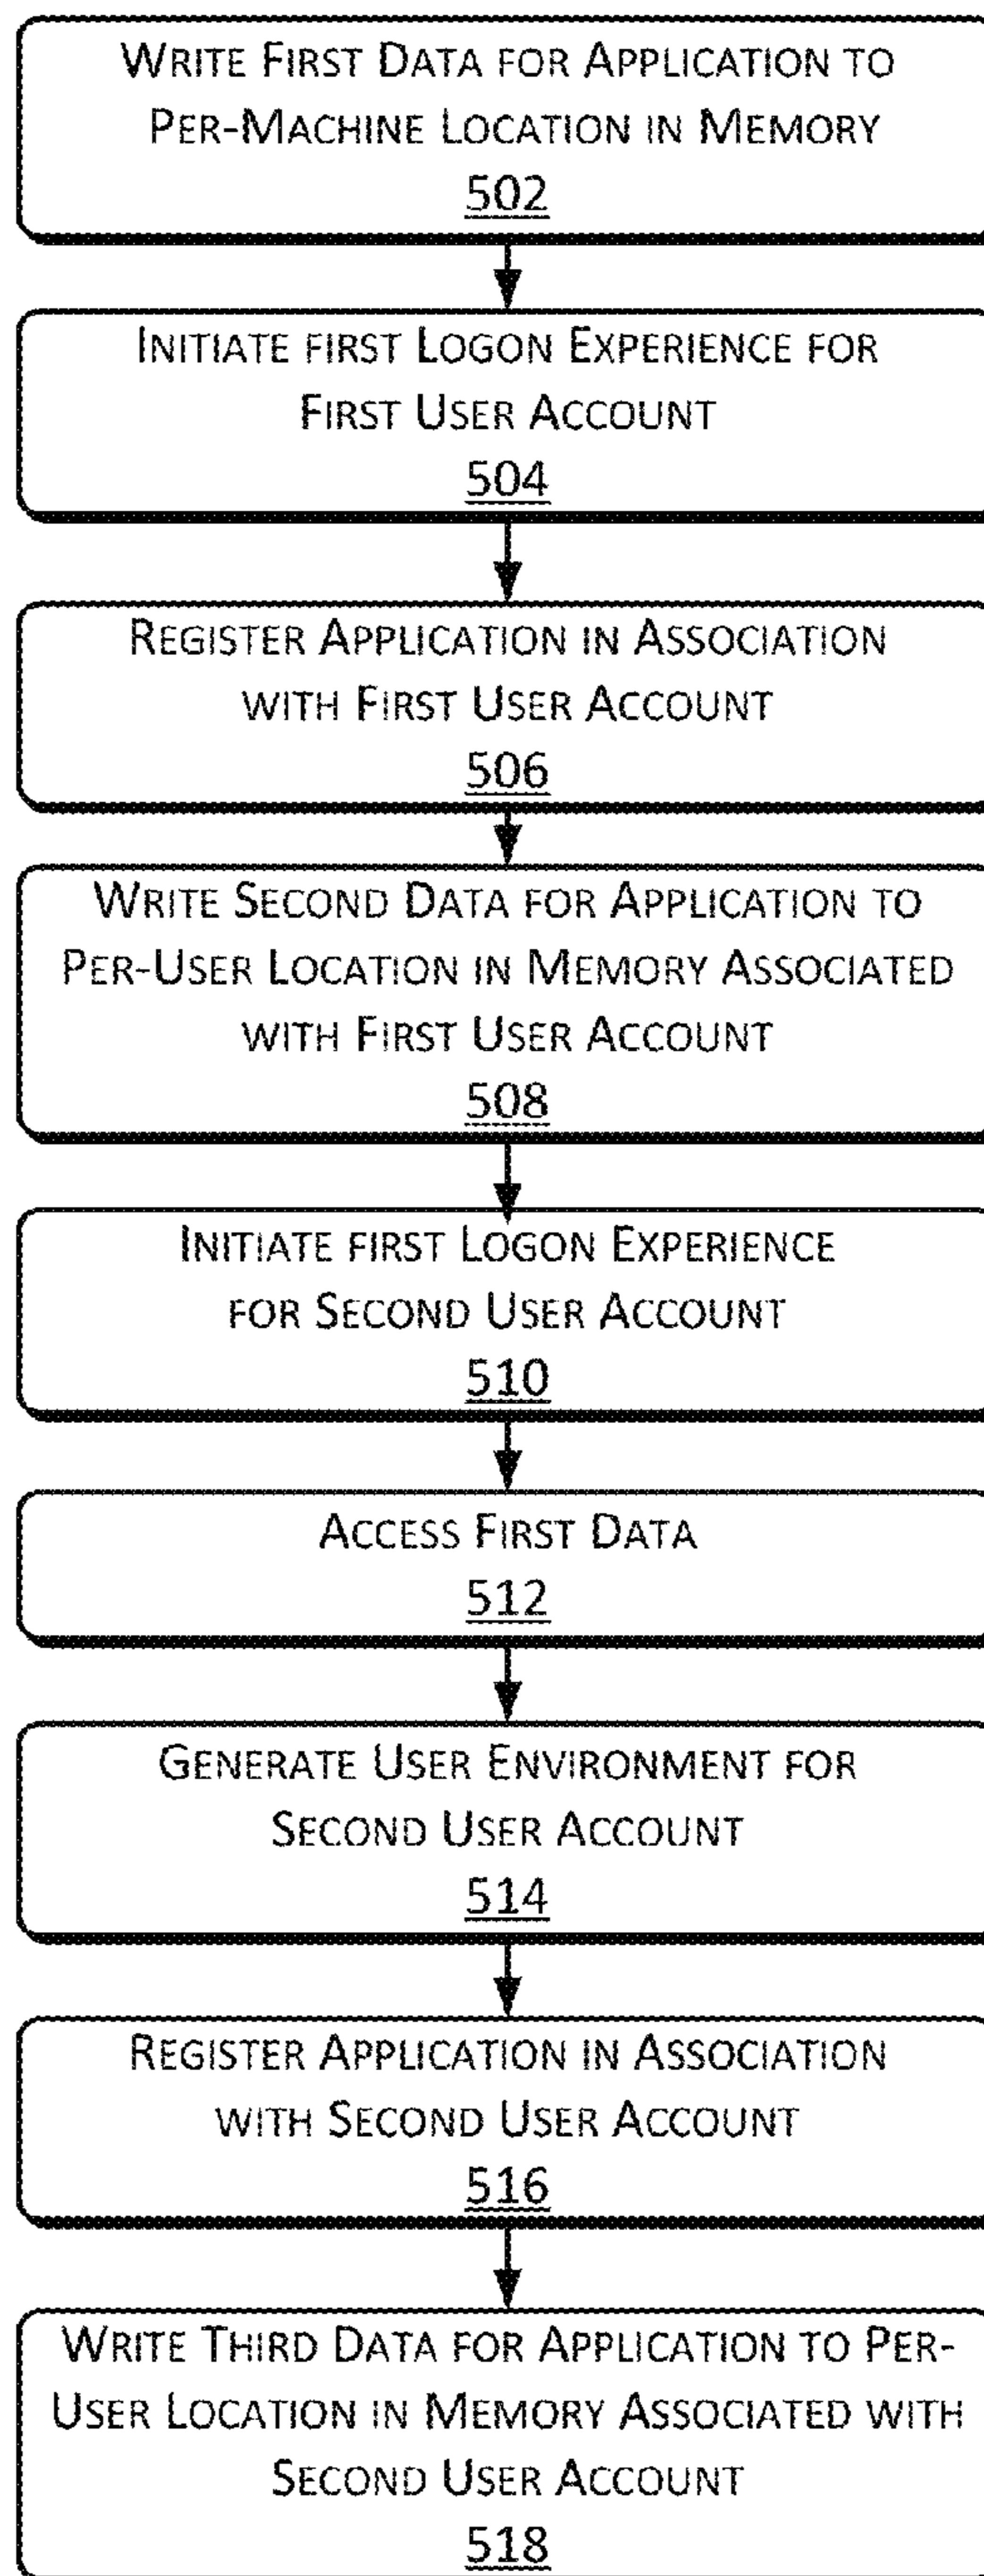 WRITE FIRST DATA FOR APPLICATION TO
PER-MACHINE LOCATION IN MEMORY
502
INITIATE FIRST LOGON EXPERIENCE FOR
FIRST USER ACCOUNT
504
REGISTER APPLICATION IN ASSOCIATION
WITH FIRST USER ACCOUNT
506
WRITE SECOND DATA FOR APPLICATION TO
PER-USER LOCATION IN MEMORY ASSOCIATED
WITH FIRST USER ACCOUNT
508
INITIATE FIRST LOGON EXPERIENCE
FOR SECOND USER ACCOUNT
510
ACCESS FIRST DATA
512
GENERATE USER ENVIRONMENT FOR
SECOND USER ACCOUNT
514
REGISTER APPLICATION IN ASSOCIATION
WITH SECOND USER ACCOUNT
516
WRITE THIRD DATA FOR APPLICATION TO PER-
USER LOCATION IN MEMORY ASSOCIATED WITH
SECOND USER ACCOUNT
518